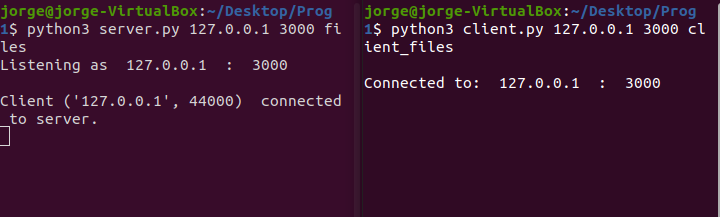 jorge@jorge-VirtualBox:~/Desktop/Prog
1$ python3 server.py 127.0.0.1 3000 fi
les
Listening as  127.0.0.1  :  3000

Client ('127.0.0.1', 44000)  connected
 to server.
jorge@jorge-VirtualBox:~/Desktop/Prog
1$ python3 client.py 127.0.0.1 3000 cl
ient_files

Connected to:  127.0.0.1  :  3000